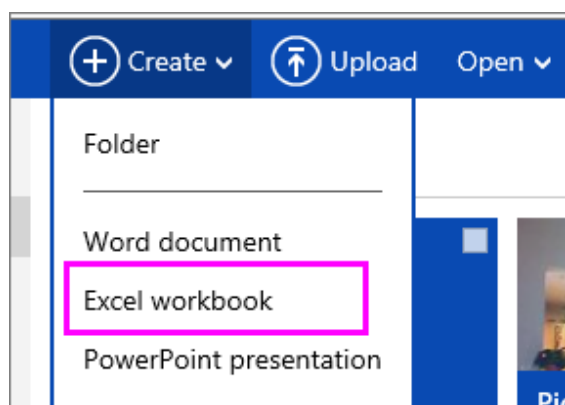 Create Upload Open
Folder
Word document
Excel workbook
PowerPoint presentation